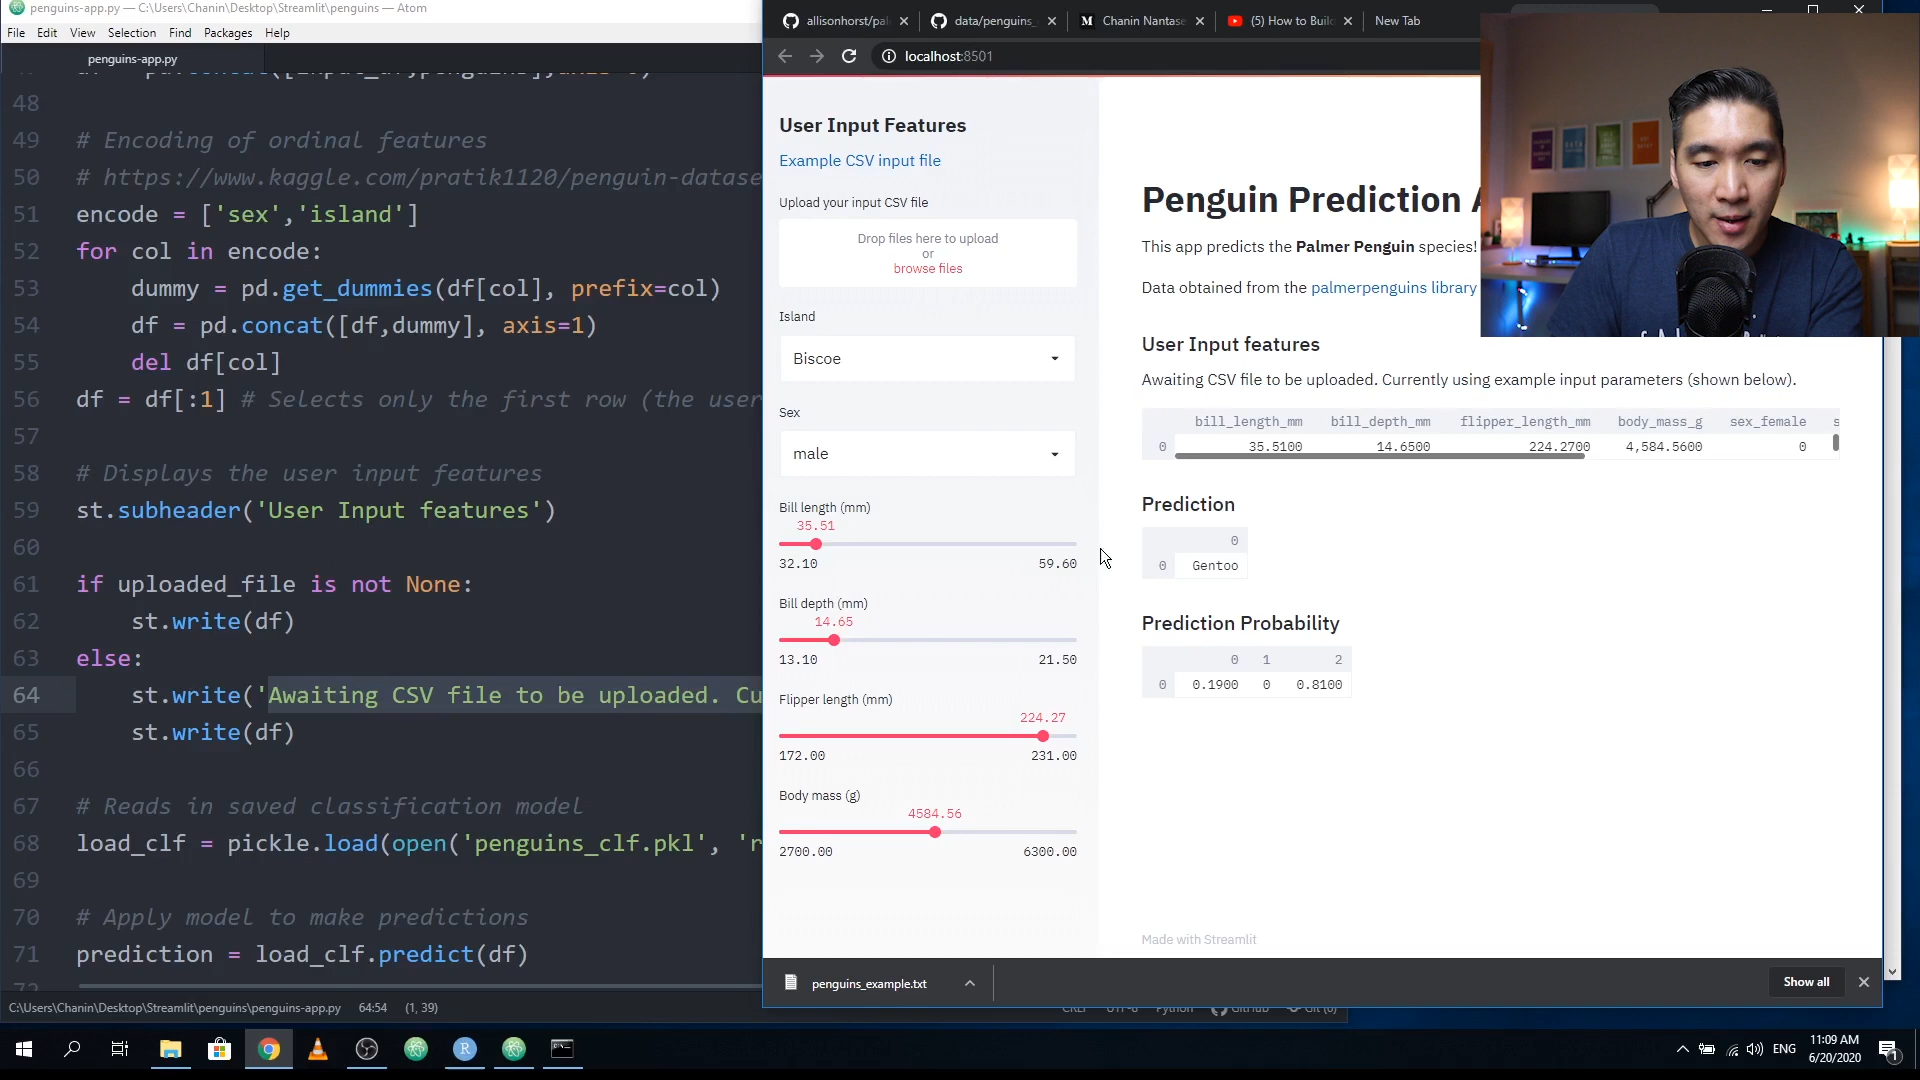 penguins-app.py — C:\Users\Chanin\Desktop\Streamlit\penguins — Atom
File Edit View Selection Find Packages Help
penguins-app.py
48
49 # Encoding of ordinal features
50 # https://www.kaggle.com/pratik1120/penguin-datase
51 encode = ['sex','island']
52 for col in encode:
53 dummy = pd.get_dummies(df[col], prefix=col)
54 df = pd.concat([df,dummy], axis=1)
55 del df[col]
56 df = df[:1] # Selects only the first row (the user
57
58 # Displays the user input features
59 st.subheader('User Input features')
60
61 if uploaded_file is not None:
62 st.write(df)
63 else:
64 st.write('Awaiting CSV file to be uploaded. Cu
65 st.write(df)
66
67 # Reads in saved classification model
68 load_clf = pickle.load(open('penguins_clf.pkl', 'r
69
70 # Apply model to make predictions
71 prediction = load_clf.predict(df)
C:\Users\Chanin\Desktop\Streamlit\penguins\penguins-app.py 64:54 (1, 39)
CRLF UTF-8 Python GitHub Git (0)
allisonhorst/pal data/penguins_ Chanin Nantase (5) How to Build New Tab
localhost:8501
User Input Features
Example CSV input file
Upload your input CSV file
Drop files here to upload
or
browse files
Island
Biscoe
Sex
male
Bill length (mm)
35.51
32.10 59.60
Bill depth (mm)
14.65
13.10 21.50
Flipper length (mm)
224.27
172.00 231.00
Body mass (g)
4584.56
2700.00 6300.00
Penguin Prediction A
This app predicts the Palmer Penguin species!
Data obtained from the palmerpenguins library
User Input features
Awaiting CSV file to be uploaded. Currently using example input parameters (shown below).
bill_length_mm bill_depth_mm flipper_length_mm body_mass_g sex_female s
0 35.5100 14.6500 224.2700 4,584.5600 0
Prediction
0
0 Gentoo
Prediction Probability
0 1 2
0 0.1900 0 0.8100
Made with Streamlit
penguins_example.txt
Show all
ENG
11:09 AM
6/20/2020
1